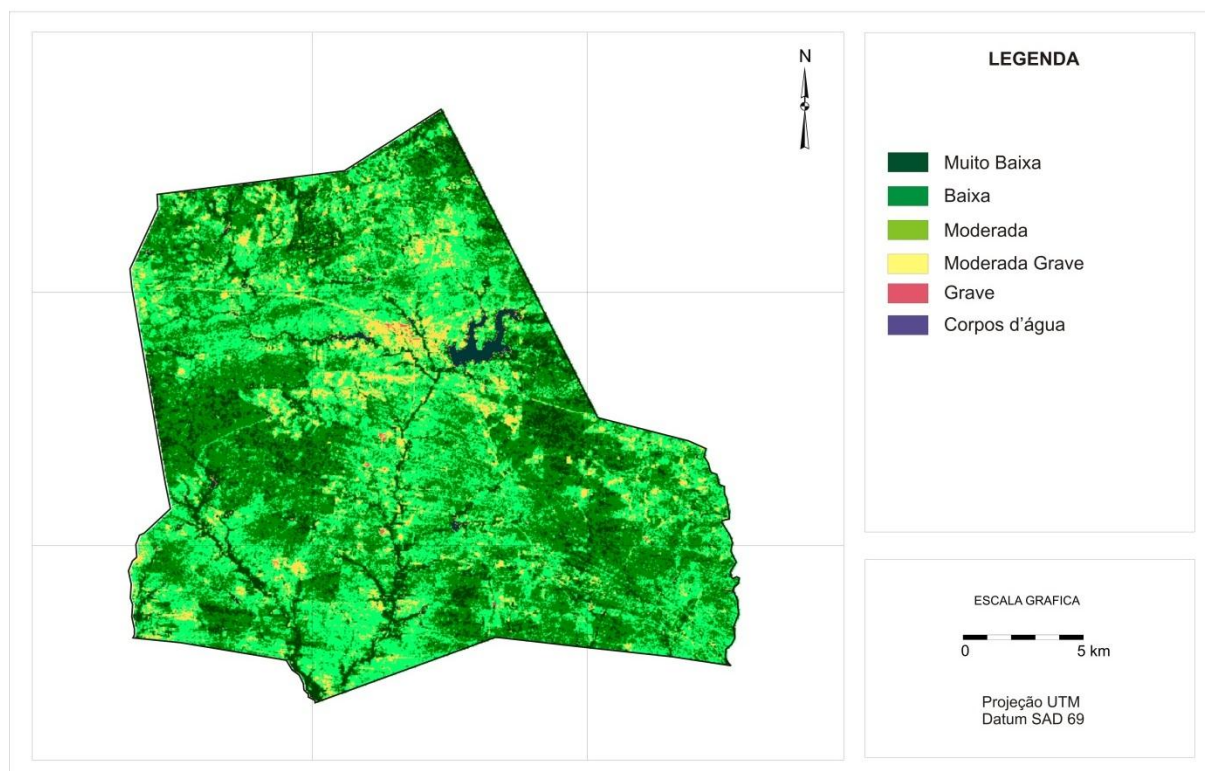 N
LEGENDA
Muito Baixa
Baixa
Moderada
Moderada Grave
Grave
Corpos d'água
ESCALA GRAFICA
0 5 km
Projeção UTM
Datum SAD 69